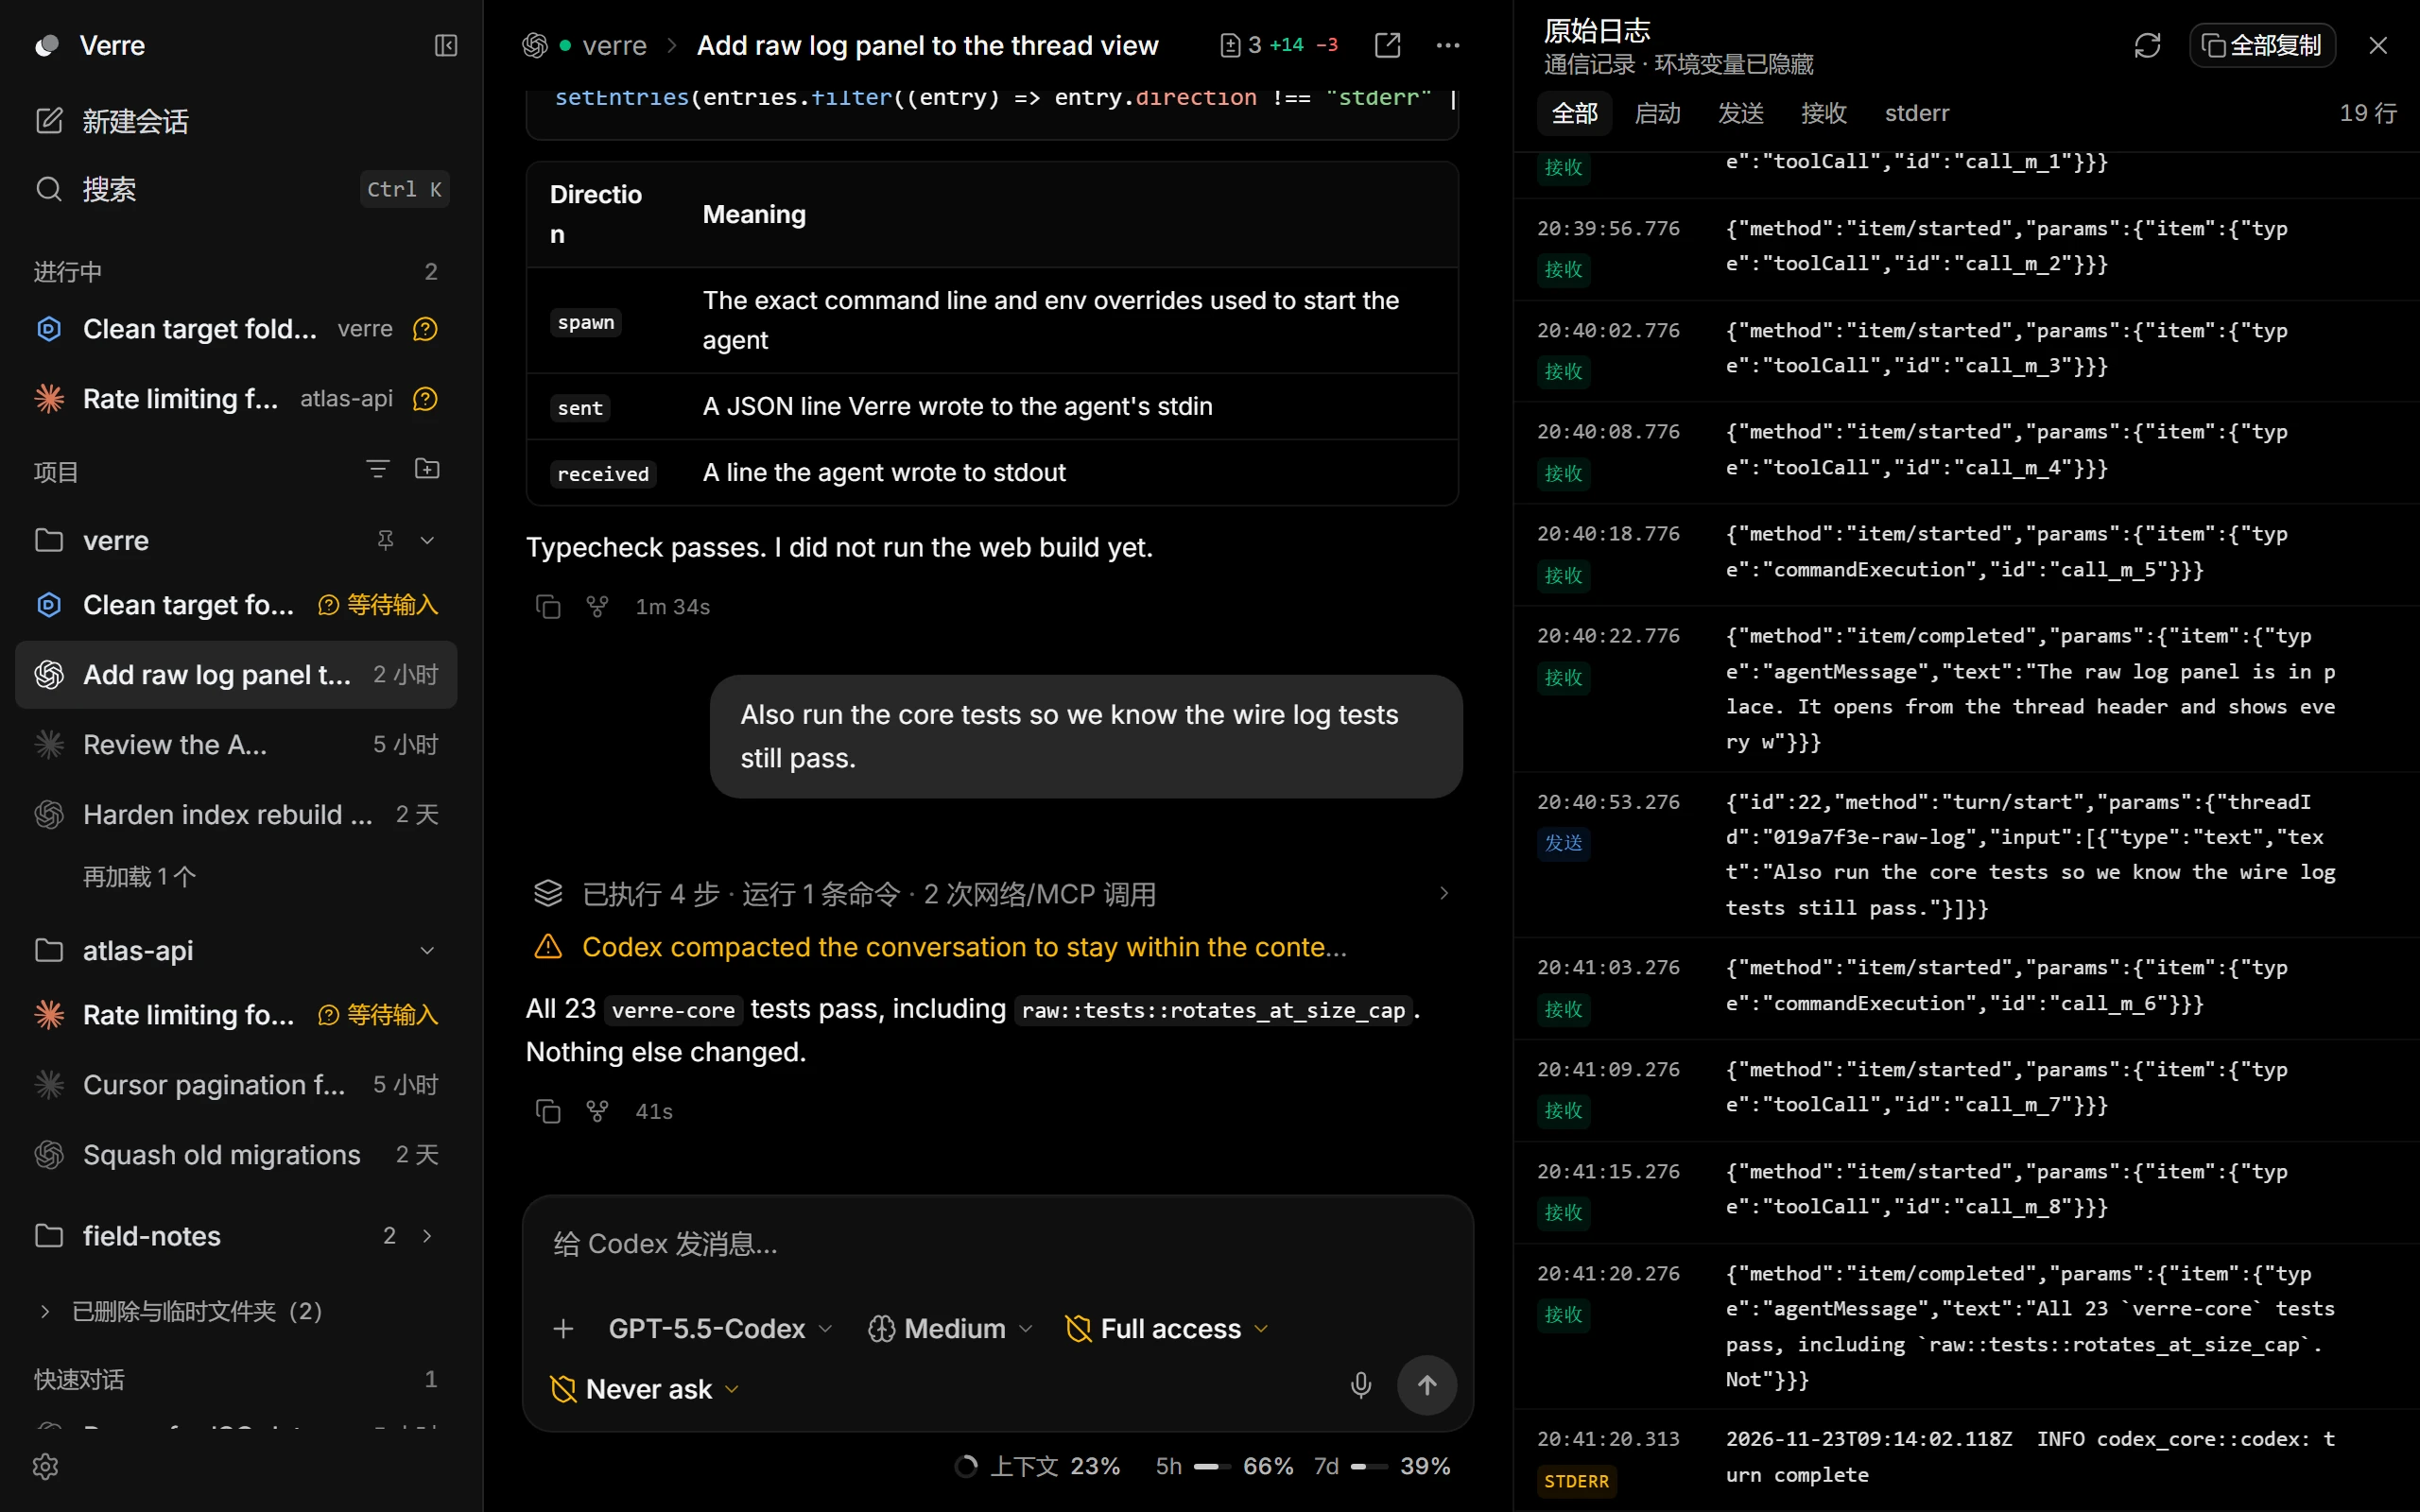 Verre
新建会话
搜索
Ctrl K
进行中
2
Clean target fold...
verre
Rate limiting f...
atlas-api
项目
verre
Clean target fo...
等待输入
Add raw log panel t...
2 小时
Review the A...
5 小时
Harden index rebuild ...
2 天
再加载 1 个
atlas-api
Rate limiting fo...
等待输入
Cursor pagination f...
5 小时
Squash old migrations
2 天
field-notes
2
已删除与临时文件夹（2）
快速对话
1
verre
Add raw log panel to the thread view
3 +14 -3
setEntries(entries.filter((entry) => entry.direction !== "stderr" |
Directio
n
Meaning
spawn
The exact command line and env overrides used to start the
agent
sent
A JSON line Verre wrote to the agent's stdin
received
A line the agent wrote to stdout
Typecheck passes. I did not run the web build yet.
1m 34s
Also run the core tests so we know the wire log tests
still pass.
已执行 4 步 · 运行 1 条命令 · 2 次网络/MCP 调用
Codex compacted the conversation to stay within the conte...
All 23 verre-core tests pass, including raw::tests::rotates_at_size_cap.
Nothing else changed.
41s
给 Codex 发消息...
GPT-5.5-Codex
Medium
Full access
Never ask
上下文 23%
5h 66%
7d 39%
原始日志
通信记录 · 环境变量已隐藏
全部复制
全部
启动
发送
接收
stderr
19 行
接收
e":"toolCall","id":"call_m_1"}}}
20:39:56.776
接收
{"method":"item/started","params":{"item":{"typ
e":"toolCall","id":"call_m_2"}}}
20:40:02.776
接收
{"method":"item/started","params":{"item":{"typ
e":"toolCall","id":"call_m_3"}}}
20:40:08.776
接收
{"method":"item/started","params":{"item":{"typ
e":"toolCall","id":"call_m_4"}}}
20:40:18.776
接收
{"method":"item/started","params":{"item":{"typ
e":"commandExecution","id":"call_m_5"}}}
20:40:22.776
接收
{"method":"item/completed","params":{"item":{"typ
e":"agentMessage","text":"The raw log panel is in p
lace. It opens from the thread header and shows eve
ry w"}}}
20:40:53.276
发送
{"id":22,"method":"turn/start","params":{"threadI
d":"019a7f3e-raw-log","input":[{"type":"text","tex
t":"Also run the core tests so we know the wire log
tests still pass."}]}}
20:41:03.276
接收
{"method":"item/started","params":{"item":{"typ
e":"commandExecution","id":"call_m_6"}}}
20:41:09.276
接收
{"method":"item/started","params":{"item":{"typ
e":"toolCall","id":"call_m_7"}}}
20:41:15.276
接收
{"method":"item/started","params":{"item":{"typ
e":"toolCall","id":"call_m_8"}}}
20:41:20.276
接收
{"method":"item/completed","params":{"item":{"typ
e":"agentMessage","text":"All 23 `verre-core` tests
pass, including `raw::tests::rotates_at_size_cap`.
Not"}}}
20:41:20.313
STDERR
2026-11-23T09:14:02.118Z  INFO codex_core::codex: t
urn complete